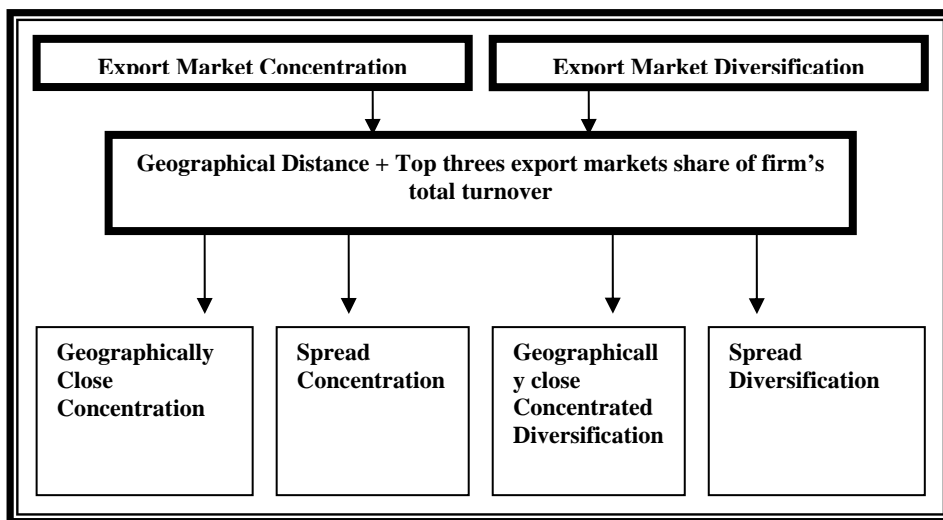 Export Market Concentration
Export Market Diversification
Geographical Distance + Top threes export markets share of firm's
total turnover
Geographically
Close
Concentration
Spread
Concentration
Geographicall
y close
Concentrated
Diversification
Spread
Diversification